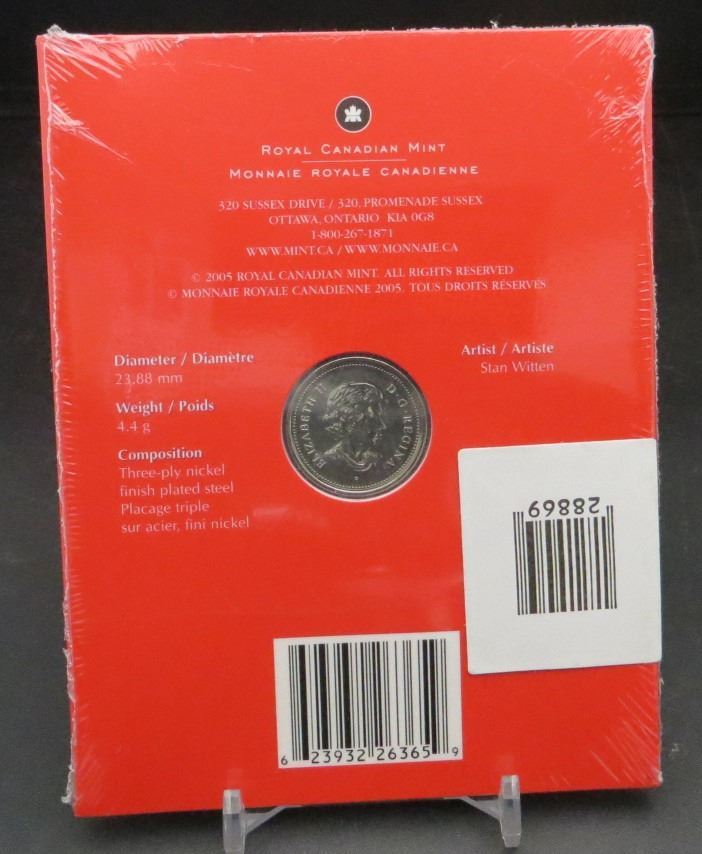 ROYAL CANADIAN MINT
MONNAIE ROYALE CANADIENNE
320 SUSSEX DRIVE / 320, PROMENADE SUSSEX
OTTAWA, ONTARIO K1A 0G8
1-800-267-1871
WWW.MINT.CA / WWW.MONNAIE.CA
© 2005 ROYAL CANADIAN MINT. ALL RIGHTS RESERVED
© MONNAIE ROYALE CANADIENNE 2005. TOUS DROITS RÉSERVÉS
Diameter / Diamètre
23.88 mm
Weight / Poids
4.4 g
Composition
Three-ply nickel
finish plated steel
Placage triple
sur acier, fini nickel
ELIZABETH II D·G·REGINA
Artist / Artiste
Stan Witten
28869
6 23932 26365 9